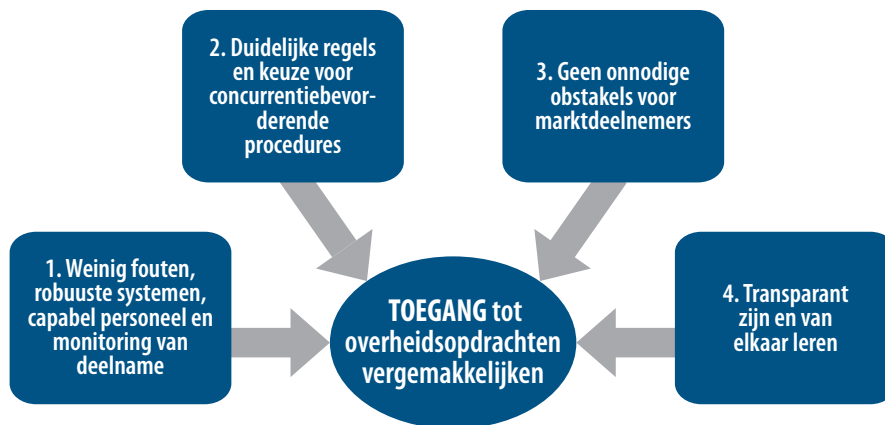 2. Duidelijke regels
en keuze voor
concurrentiebevor-
derende
procedures
3. Geen onnodige
obstakels voor
marktdeelnemers
1. Weinig fouten,
robuuste systemen,
capabel personeel en
monitoring van
deelname
TOEGANG tot
overheidsopdrachten
vergemakkelijken
4. Transparant
zijn en van
elkaar leren